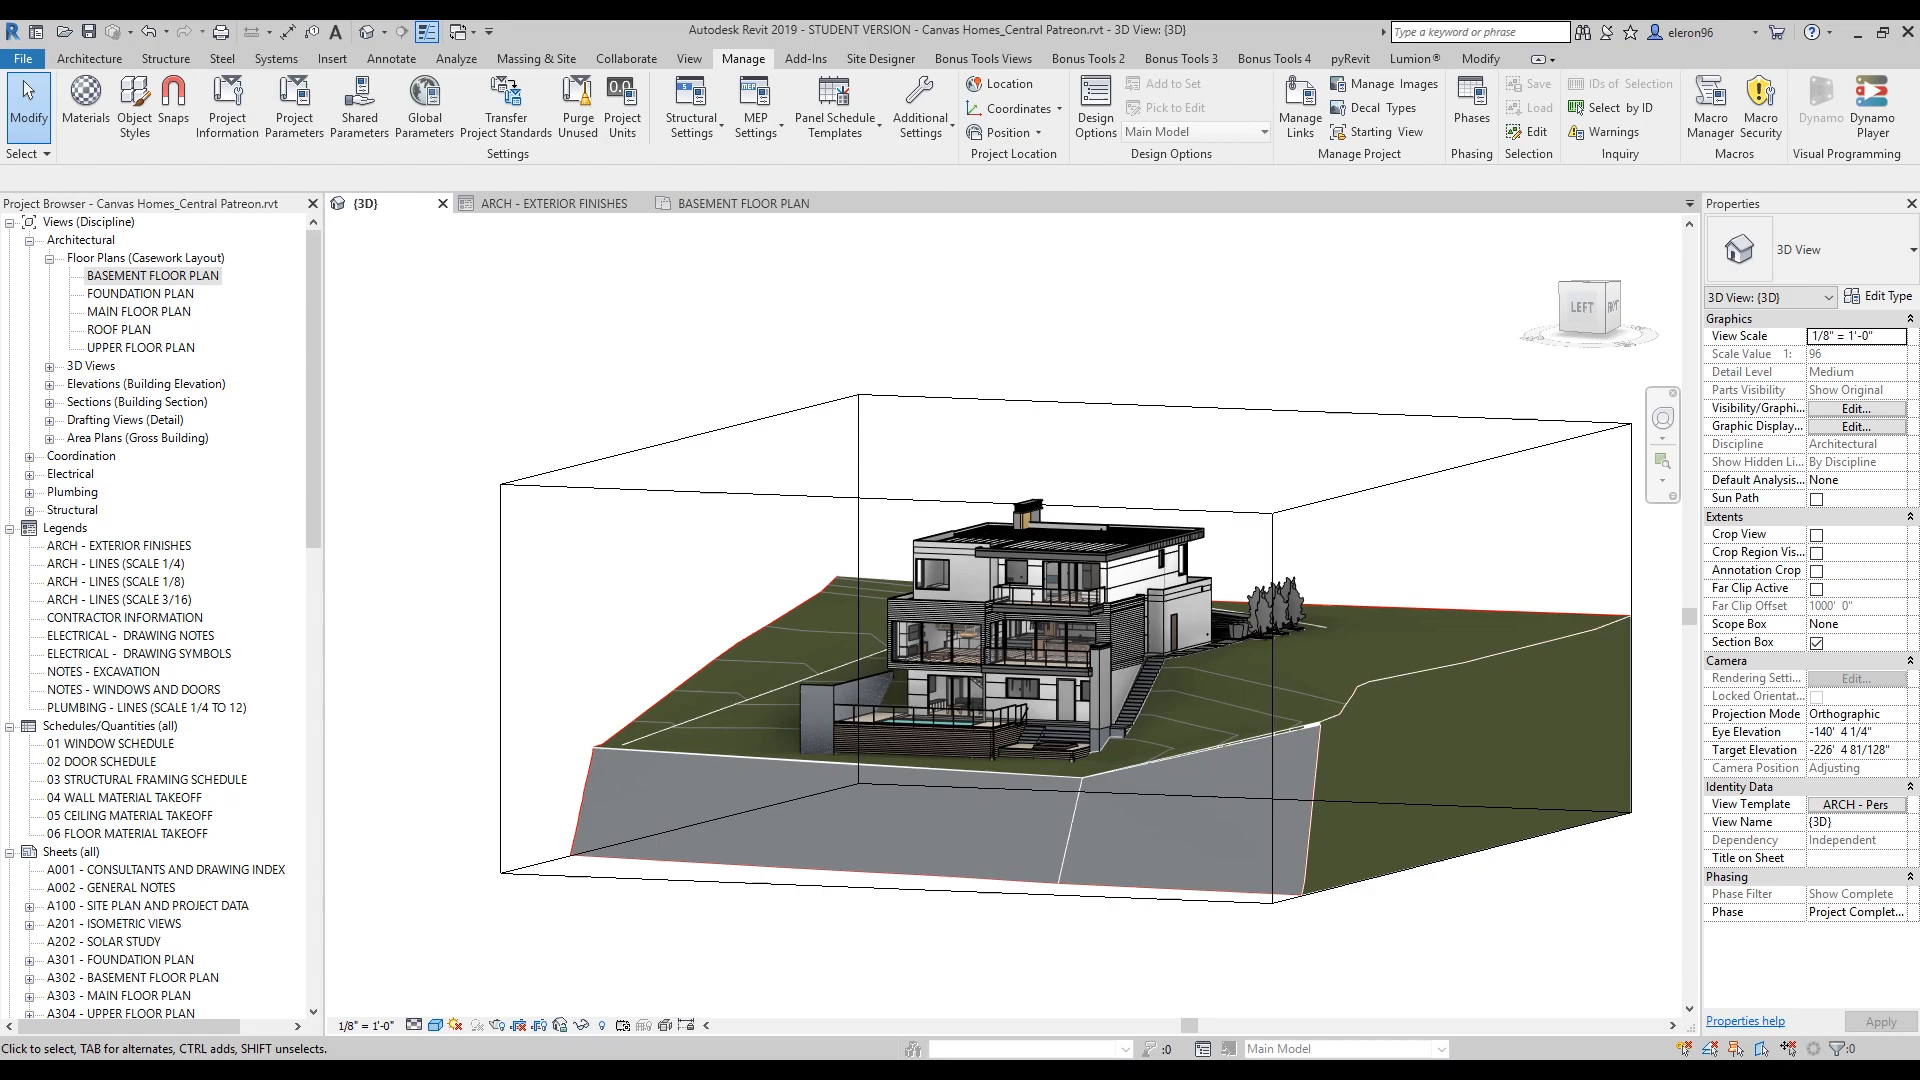 Autodesk Revit 2019 - STUDENT VERSION - Canvas Homes_Central Patreon.rvt - 3D View: {3D}
Type a keyword or phrase
eleron96
File Architecture Structure Steel Systems Insert Annotate Analyze Massing & Site Collaborate View Manage Add-Ins Site Designer Bonus Tools Views Bonus Tools 2 Bonus Tools 3 Bonus Tools 4 pyRevit Lumion® Modify
Modify
Materials
Object Styles
Snaps
Project Information
Project Parameters
Shared Parameters
Global Parameters
Transfer Project Standards
Purge Unused
Project Units
Structural Settings
MEP Settings
Panel Schedule Templates
Additional Settings
Location
Coordinates
Position
Design Options
Add to Set
Pick to Edit
Main Model
Manage Links
Manage Images
Decal Types
Starting View
Phases
Save
Load
Edit
IDs of Selection
Select by ID
Warnings
Macro Manager
Macro Security
Dynamo
Dynamo Player
Select Settings Project Location Design Options Manage Project Phasing Selection Inquiry Macros Visual Programming
Project Browser - Canvas Homes_Central Patreon.rvt
Views (Discipline)
Architectural
Floor Plans (Casework Layout)
BASEMENT FLOOR PLAN
FOUNDATION PLAN
MAIN FLOOR PLAN
ROOF PLAN
UPPER FLOOR PLAN
3D Views
Elevations (Building Elevation)
Sections (Building Section)
Drafting Views (Detail)
Area Plans (Gross Building)
Coordination
Electrical
Plumbing
Structural
Legends
ARCH - EXTERIOR FINISHES
ARCH - LINES (SCALE 1/4)
ARCH - LINES (SCALE 1/8)
ARCH - LINES (SCALE 3/16)
CONTRACTOR INFORMATION
ELECTRICAL - DRAWING NOTES
ELECTRICAL - DRAWING SYMBOLS
NOTES - EXCAVATION
NOTES - WINDOWS AND DOORS
PLUMBING - LINES (SCALE 1/4 TO 12)
Schedules/Quantities (all)
01 WINDOW SCHEDULE
02 DOOR SCHEDULE
03 STRUCTURAL FRAMING SCHEDULE
04 WALL MATERIAL TAKEOFF
05 CEILING MATERIAL TAKEOFF
06 FLOOR MATERIAL TAKEOFF
Sheets (all)
A001 - CONSULTANTS AND DRAWING INDEX
A002 - GENERAL NOTES
A100 - SITE PLAN AND PROJECT DATA
A201 - ISOMETRIC VIEWS
A202 - SOLAR STUDY
A301 - FOUNDATION PLAN
A302 - BASEMENT FLOOR PLAN
A303 - MAIN FLOOR PLAN
A304 - UPPER FLOOR PLAN
{3D}
ARCH - EXTERIOR FINISHES
BASEMENT FLOOR PLAN
LEFT
1/8" = 1'-0"
Properties
3D View
3D View: {3D} Edit Type
Graphics
View Scale 1/8" = 1'-0"
Scale Value 1: 96
Detail Level Medium
Parts Visibility Show Original
Visibility/Graphi... Edit...
Graphic Display... Edit...
Discipline Architectural
Show Hidden Li... By Discipline
Default Analysis... None
Sun Path
Extents
Crop View
Crop Region Vis...
Annotation Crop
Far Clip Active
Far Clip Offset 1000' 0"
Scope Box None
Section Box
Camera
Rendering Setti... Edit...
Locked Orientat...
Projection Mode Orthographic
Eye Elevation -140' 4 1/4"
Target Elevation -226' 4 81/128"
Camera Position Adjusting
Identity Data
View Template ARCH - Pers
View Name {3D}
Dependency Independent
Title on Sheet
Phasing
Phase Filter Show Complete
Phase Project Complet...
Properties help Apply
Click to select, TAB for alternates, CTRL adds, SHIFT unselects.
:0
Main Model
:0